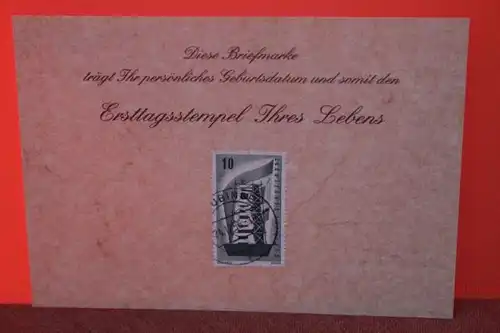 Diese Briefmarke
trägt Ihr persönliches Geburtsdatum und somit den
Ersttagsstempel Ihres Lebens
10